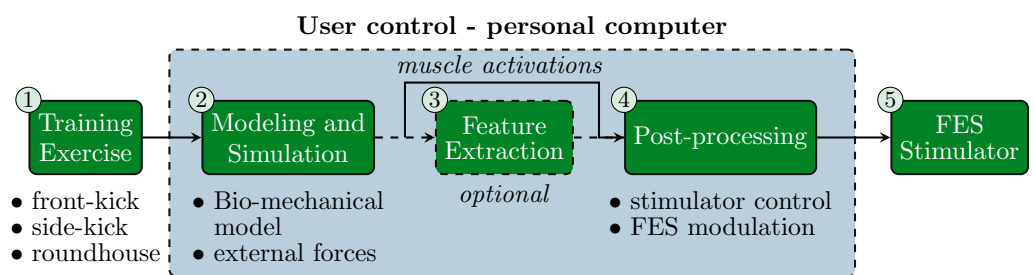 User control - personal computer
muscle activations
1
Training
Exercise
2
Modeling and
Simulation
3
Feature
Extraction
optional
4
Post-processing
5
FES
Stimulator
• front-kick
• side-kick
• roundhouse
• Bio-mechanical
model
• external forces
• stimulator control
• FES modulation